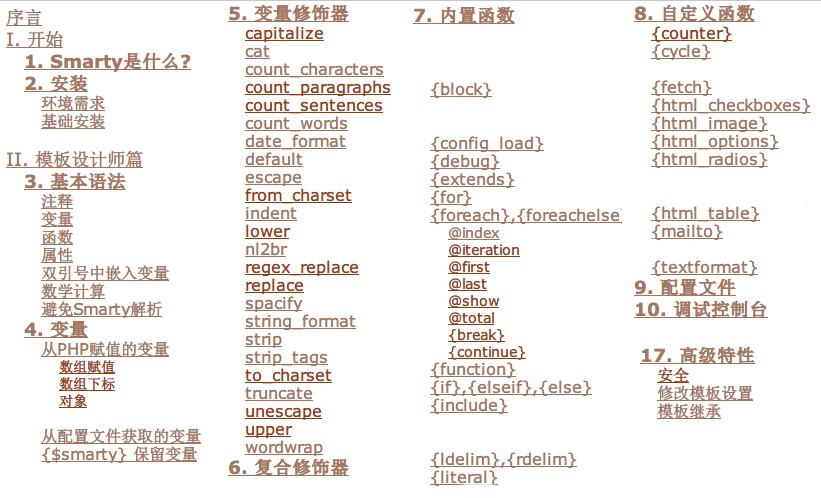 序言
I. 开始
1. Smarty是什么?
2. 安装
环境需求
基础安装
II. 模板设计师篇
3. 基本语法
注释
变量
函数
属性
双引号中嵌入变量
数学计算
避免Smarty解析
4. 变量
从PHP赋值的变量
数组赋值
数组下标
对象
从配置文件获取的变量
{$smarty} 保留变量
5. 变量修饰器
capitalize
cat
count_characters
count_paragraphs
count_sentences
count_words
date_format
default
escape
from_charset
indent
lower
nl2br
regex_replace
replace
spacify
string_format
strip
strip_tags
to_charset
truncate
unescape
upper
wordwrap
6. 复合修饰器
7. 内置函数
{block}
{config_load}
{debug}
{extends}
{for}
{foreach},{foreachelse
@index
@iteration
@first
@last
@show
@total
{break}
{continue}
{function}
{if},{elseif},{else}
{include}
{ldelim},{rdelim}
{literal}
8. 自定义函数
{counter}
{cycle}
{fetch}
{html_checkboxes}
{html_image}
{html_options}
{html_radios}
{html_table}
{mailto}
{textformat}
9. 配置文件
10. 调试控制台
17. 高级特性
安全
修改模板设置
模板继承